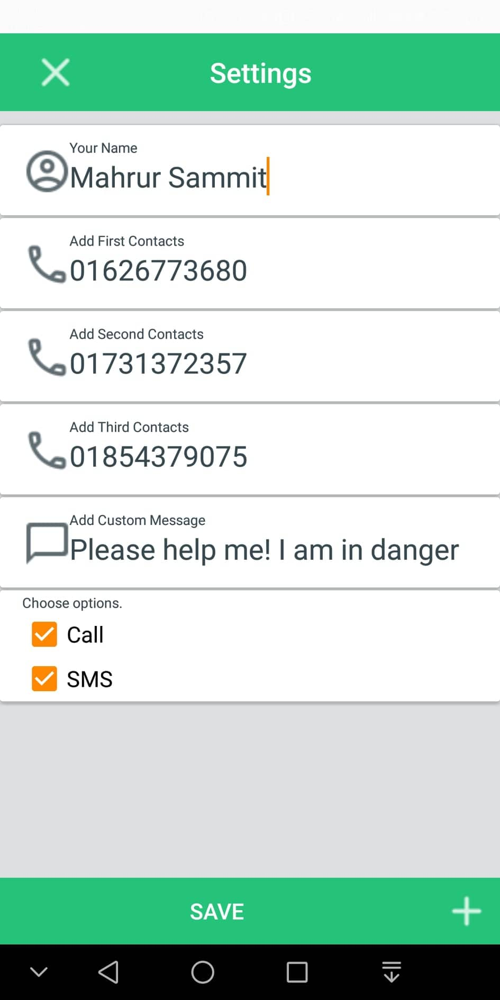 Settings
Your Name
Mahrur Sammit
Add First Contacts
01626773680
Add Second Contacts
01731372357
Add Third Contacts
01854379075
Add Custom Message
Please help me! I am in danger
Choose options.
Call
SMS
SAVE